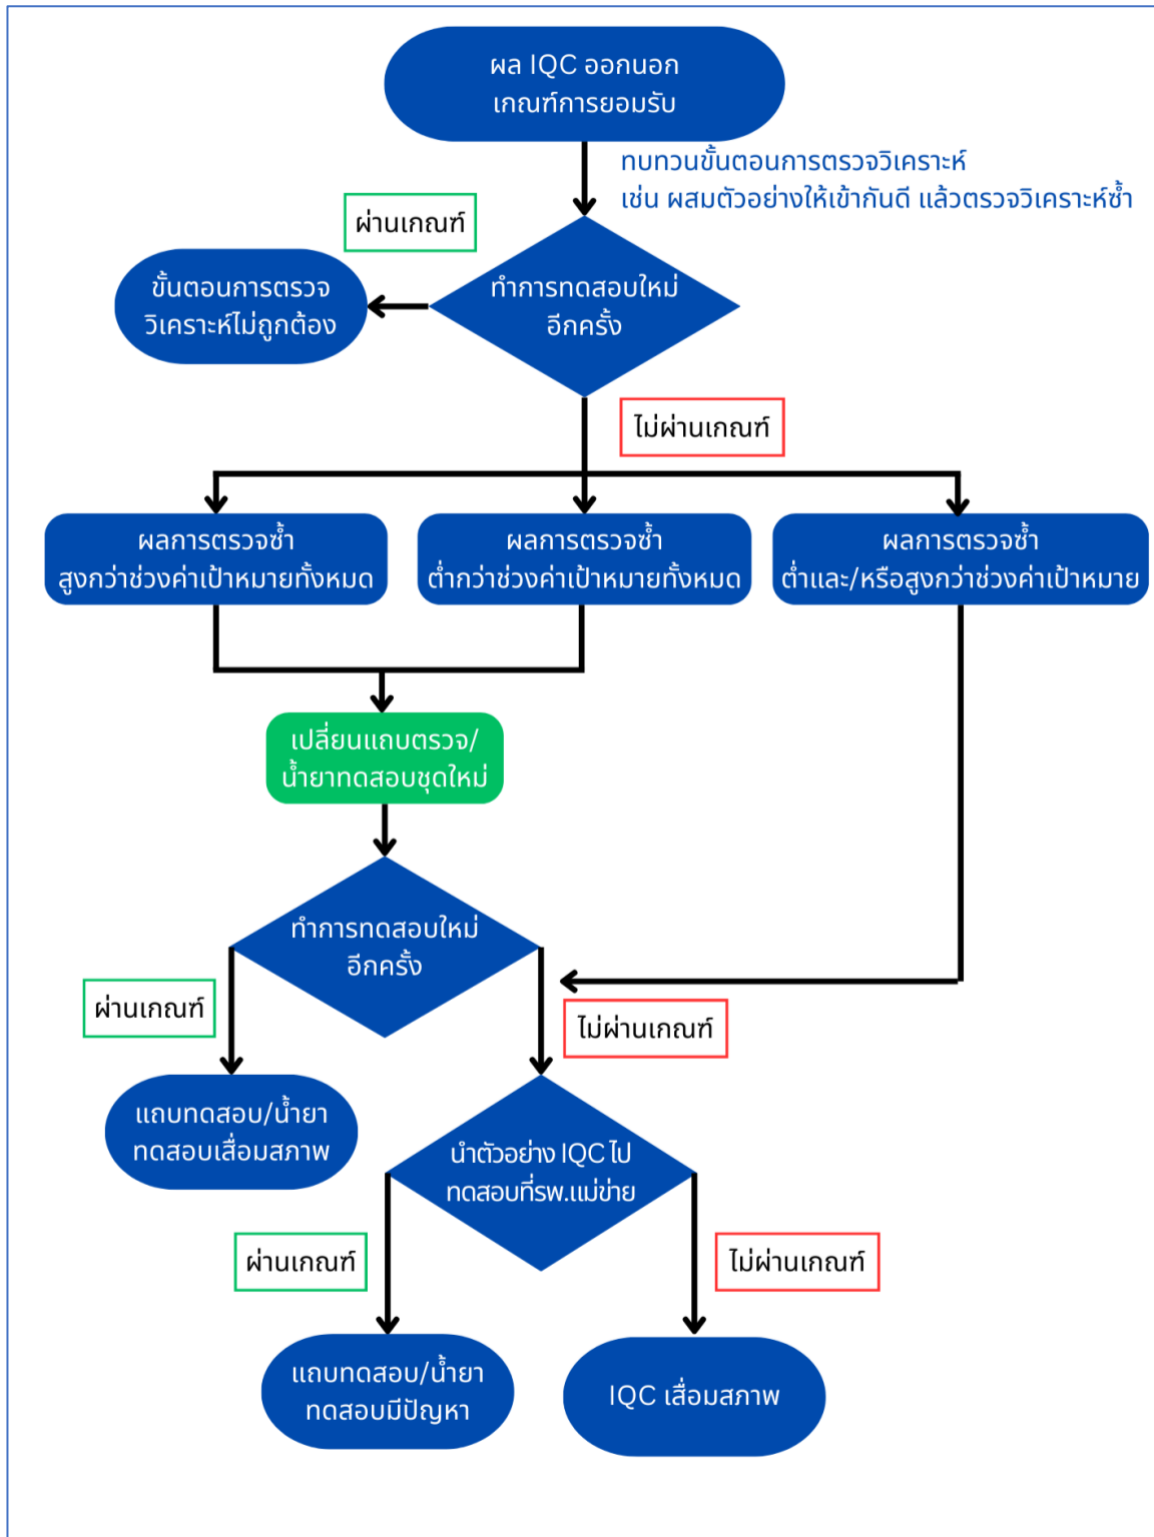 ผล IQC ออกนอก
เกณฑ์การยอมรับ
ทบทวนขั้นตอนการตรวจวิเคราะห์
เช่น ผสมตัวอย่างให้เข้ากันดี แล้วตรวจวิเคราะห์ซ้ำ
ผ่านเกณฑ์
ขั้นตอนการตรวจ
วิเคราะห์ไม่ถูกต้อง
ทำการทดสอบใหม่
อีกครั้ง
ไม่ผ่านเกณฑ์
ผลการตรวจซ้ำ
สูงกว่าช่วงค่าเป้าหมายทั้งหมด
ผลการตรวจซ้ำ
ต่ำกว่าช่วงค่าเป้าหมายทั้งหมด
ผลการตรวจซ้ำ
ต่ำและ/หรือสูงกว่าช่วงค่าเป้าหมาย
เปลี่ยนแถบตรวจ/
น้ำยาทดสอบชุดใหม่
ทำการทดสอบใหม่
อีกครั้ง
ผ่านเกณฑ์
ไม่ผ่านเกณฑ์
แถบทดสอบ/น้ำยา
ทดสอบเสื่อมสภาพ
นำตัวอย่าง IQC ไป
ทดสอบที่รพ.แม่ข่าย
ผ่านเกณฑ์
ไม่ผ่านเกณฑ์
แถบทดสอบ/น้ำยา
ทดสอบมีปัญหา
IQC เสื่อมสภาพ